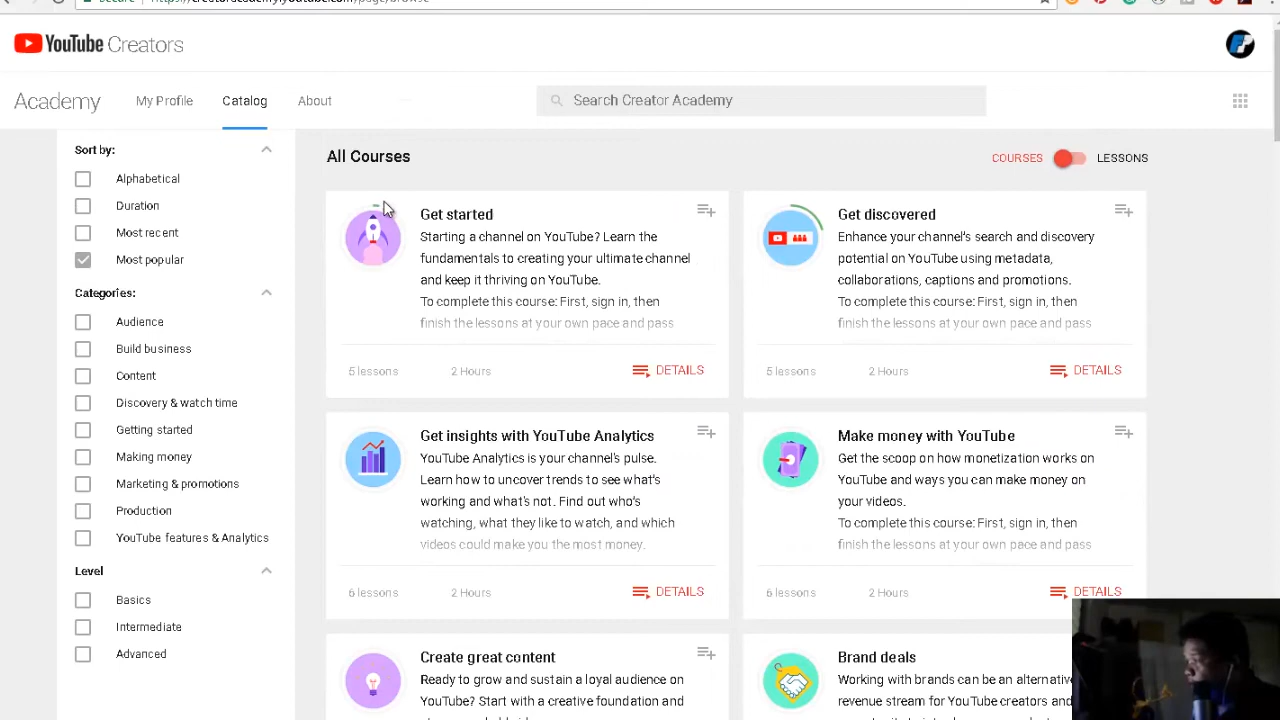 YouTube Creators
Academy My Profile Catalog About Search Creator Academy
Sort by:
Alphabetical
Duration
Most recent
Most popular
Categories:
Audience
Build business
Content
Discovery & watch time
Getting started
Making money
Marketing & promotions
Production
YouTube features & Analytics
Level
Basics
Intermediate
Advanced
All Courses
COURSES LESSONS
Get started
Starting a channel on YouTube? Learn the
fundamentals to creating your ultimate channel
and keep it thriving on YouTube.
To complete this course: First, sign in, then
finish the lessons at your own pace and pass
5 lessons 2 Hours DETAILS
Get discovered
Enhance your channel's search and discovery
potential on YouTube using metadata,
collaborations, captions and promotions.
To complete this course: First, sign in, then
finish the lessons at your own pace and pass
5 lessons 2 Hours DETAILS
Get insights with YouTube Analytics
YouTube Analytics is your channel's pulse.
Learn how to uncover trends to see what's
working and what's not. Find out who's
watching, what they like to watch, and which
videos could make you the most money.
6 lessons 2 Hours DETAILS
Make money with YouTube
Get the scoop on how monetization works on
YouTube and ways you can make money on
your videos.
To complete this course: First, sign in, then
finish the lessons at your own pace and pass
6 lessons 2 Hours DETAILS
Create great content
Ready to grow and sustain a loyal audience on
YouTube? Start with a creative foundation and
Brand deals
Working with brands can be an alternative
revenue stream for YouTube creators and